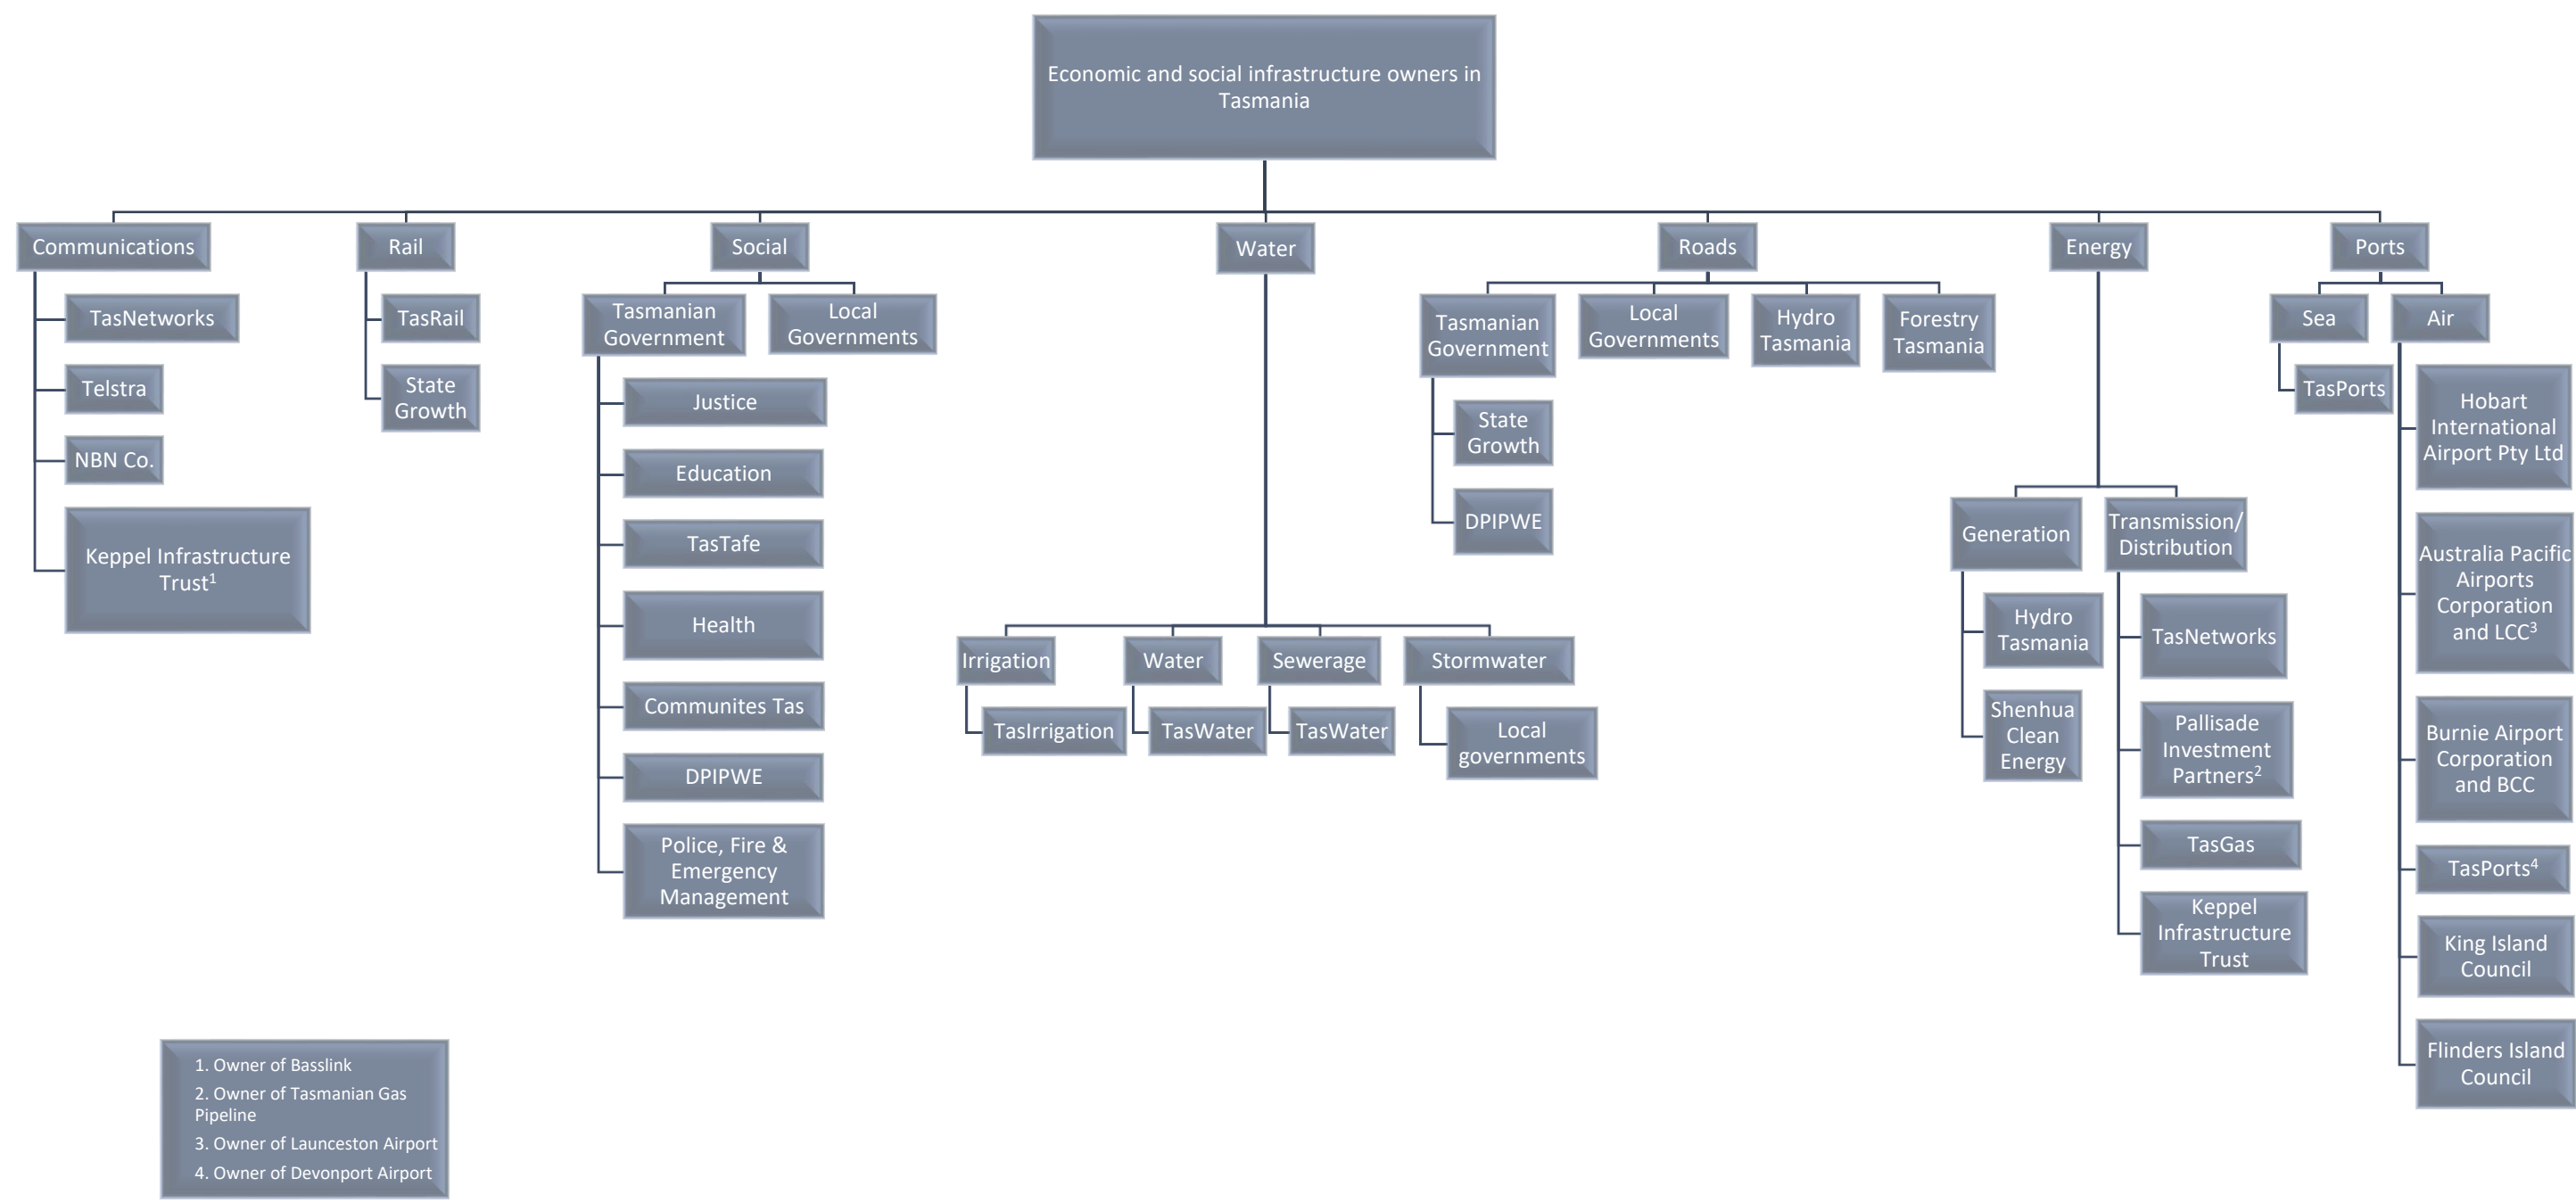 Economic and social infrastructure owners in
Tasmania
Communications
TasNetworks
Telstra
NBN Co.
Keppel Infrastructure
Trust1
Rail
TasRail
State
Growth
Social
Tasmanian
Government
Justice
Education
TasTafe
Health
Communites Tas
DPIPWE
Police, Fire &
Emergency
Management
Local
Governments
Water
Irrigation
TasIrrigation
Water
TasWater
Sewerage
TasWater
Stormwater
Local
governments
Roads
Tasmanian
Government
State
Growth
DPIPWE
Local
Governments
Hydro
Tasmania
Forestry
Tasmania
Energy
Generation
Hydro
Tasmania
Shenhua
Clean
Energy
Transmission/
Distribution
TasNetworks
Pallisade
Investment
Partners2
TasGas
Keppel
Infrastructure
Trust
Ports
Sea
TasPorts
Air
Hobart
International
Airport Pty Ltd
Australia Pacific
Airports
Corporation
and LCC3
Burnie Airport
Corporation
and BCC
TasPorts4
King Island
Council
Flinders Island
Council
1. Owner of Basslink
2. Owner of Tasmanian Gas
Pipeline
3. Owner of Launceston Airport
4. Owner of Devonport Airport